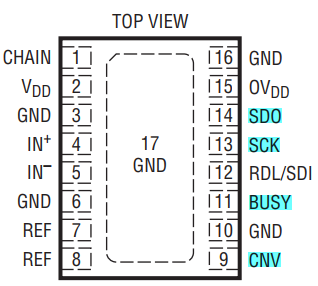 TOP VIEW
CHAIN 1 16 GND
VDD 2 15 OVDD
GND 3 14 SDO
IN+ 4 17 13 SCK
IN– 5 GND 12 RDL/SDI
GND 6 11 BUSY
REF 7 10 GND
REF 8 9 CNV